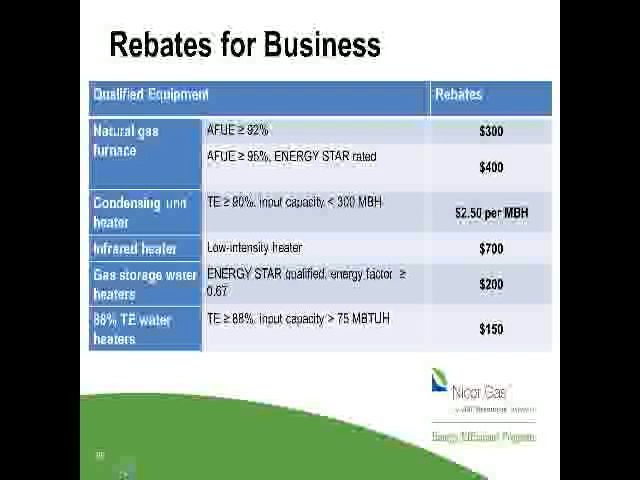 Rebates for Business
Qualified Equipment Rebates
Natural gas furnace
AFUE ≥ 92% $300
AFUE ≥ 95%, ENERGY STAR rated $400
Condensing unit heater
TE ≥ 90%, input capacity < 300 MBH $2.50 per MBH
Infrared heater Low-intensity heater $700
Gas storage water heaters
ENERGY STAR qualified, energy factor ≥ 0.67 $200
88% TE water heaters
TE ≥ 88%, input capacity > 75 MBTUH $150
Nicor Gas
Energy Efficiency Program